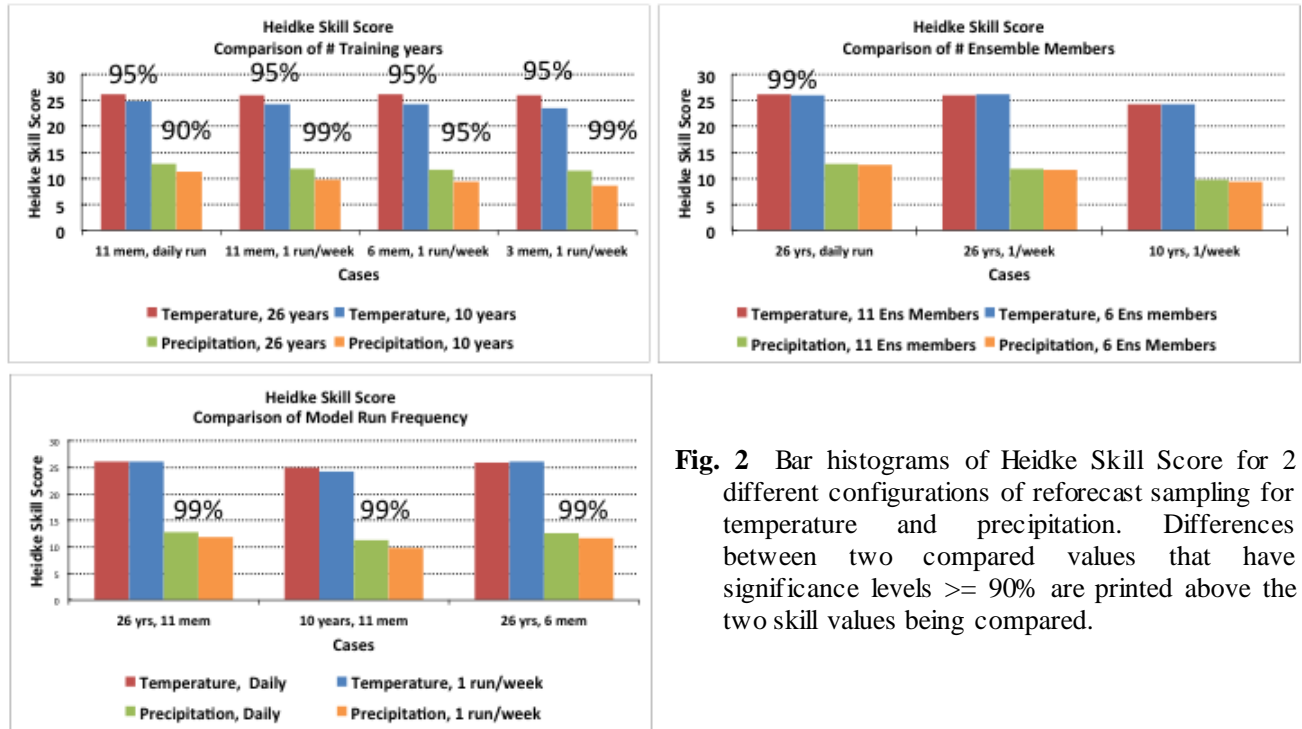 Heidke Skill Score
Comparison of # Training years
Heidke Skill Score
30
25
20
15
10
5
0
95%
95%
95%
95%
90%
99%
95%
99%
11 mem, daily run
11 mem, 1 run/week
6 mem, 1 run/week
3 mem, 1 run/week
Cases
Temperature, 26 years
Temperature, 10 years
Precipitation, 26 years
Precipitation, 10 years
Heidke Skill Score
Comparison of # Ensemble Members
Heidke Skill Score
30
25
20
15
10
5
0
99%
26 yrs, daily run
26 yrs, 1/week
10 yrs, 1/week
Cases
Temperature, 11 Ens Members
Temperature, 6 Ens members
Precipitation, 11 Ens members
Precipitation, 6 Ens Members
Heidke Skill Score
Comparison of Model Run Frequency
Heidke Skill Score
30
25
20
15
10
5
0
99%
99%
99%
26 yrs, 11 mem
10 years, 11 mem
26 yrs, 6 mem
Cases
Temperature, Daily
Temperature, 1 run/week
Precipitation, Daily
Precipitation, 1 run/week
Fig. 2 Bar histograms of Heidke Skill Score for 2
different configurations of reforecast sampling for
temperature and precipitation. Differences
between two compared values that have
significance levels >= 90% are printed above the
two skill values being compared.